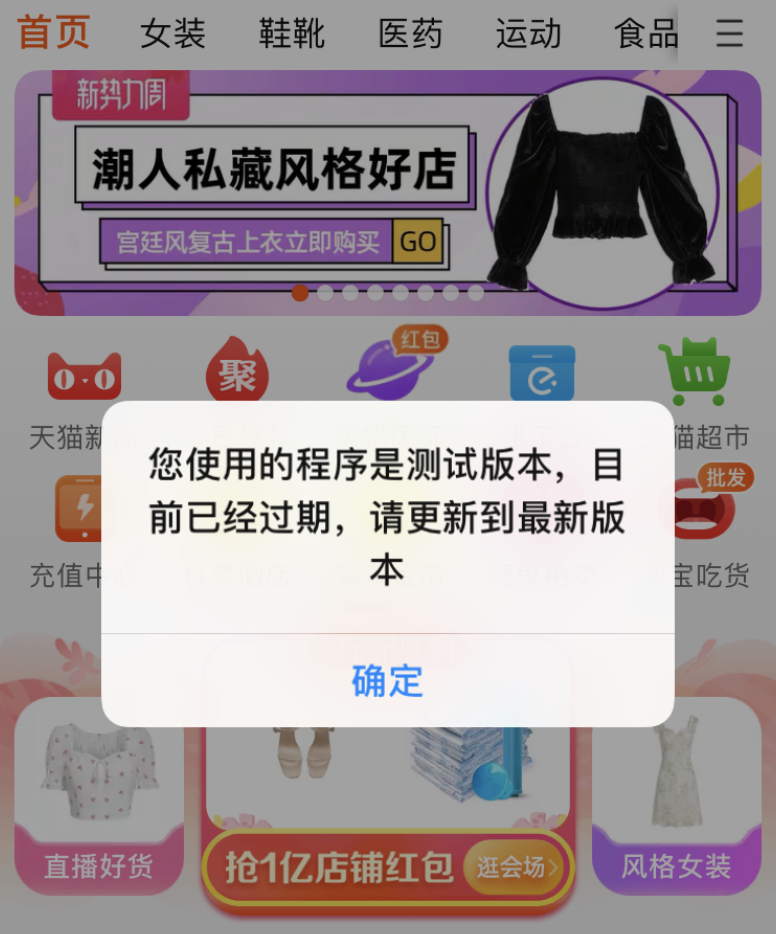 首页 女装 鞋靴 医药 运动 食品
新势力周
潮人私藏风格好店
宫廷风复古上衣立即购买 GO
红包
聚
您使用的程序是测试版本，目
前已经过期，请更新到最新版
本
确定
天猫新
猫超市
批发
充值中心
宝吃货
直播好货
抢1亿店铺红包 逛会场>
风格女装